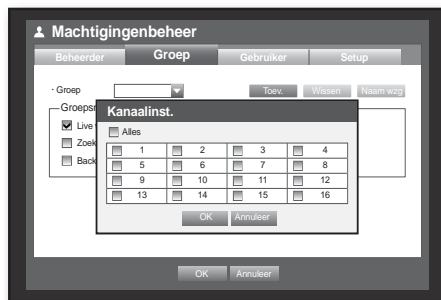 Machtigingenbeheer
Beheerder Groep Gebruiker Setup
· Groep Toev. Wissen Naam wzg
Kanaalinst.
Live
Alles
Zoek
Back
1 2 3 4
5 6 7 8
9 10 11 12
13 14 15 16
OK Annuleer
OK Annuleer